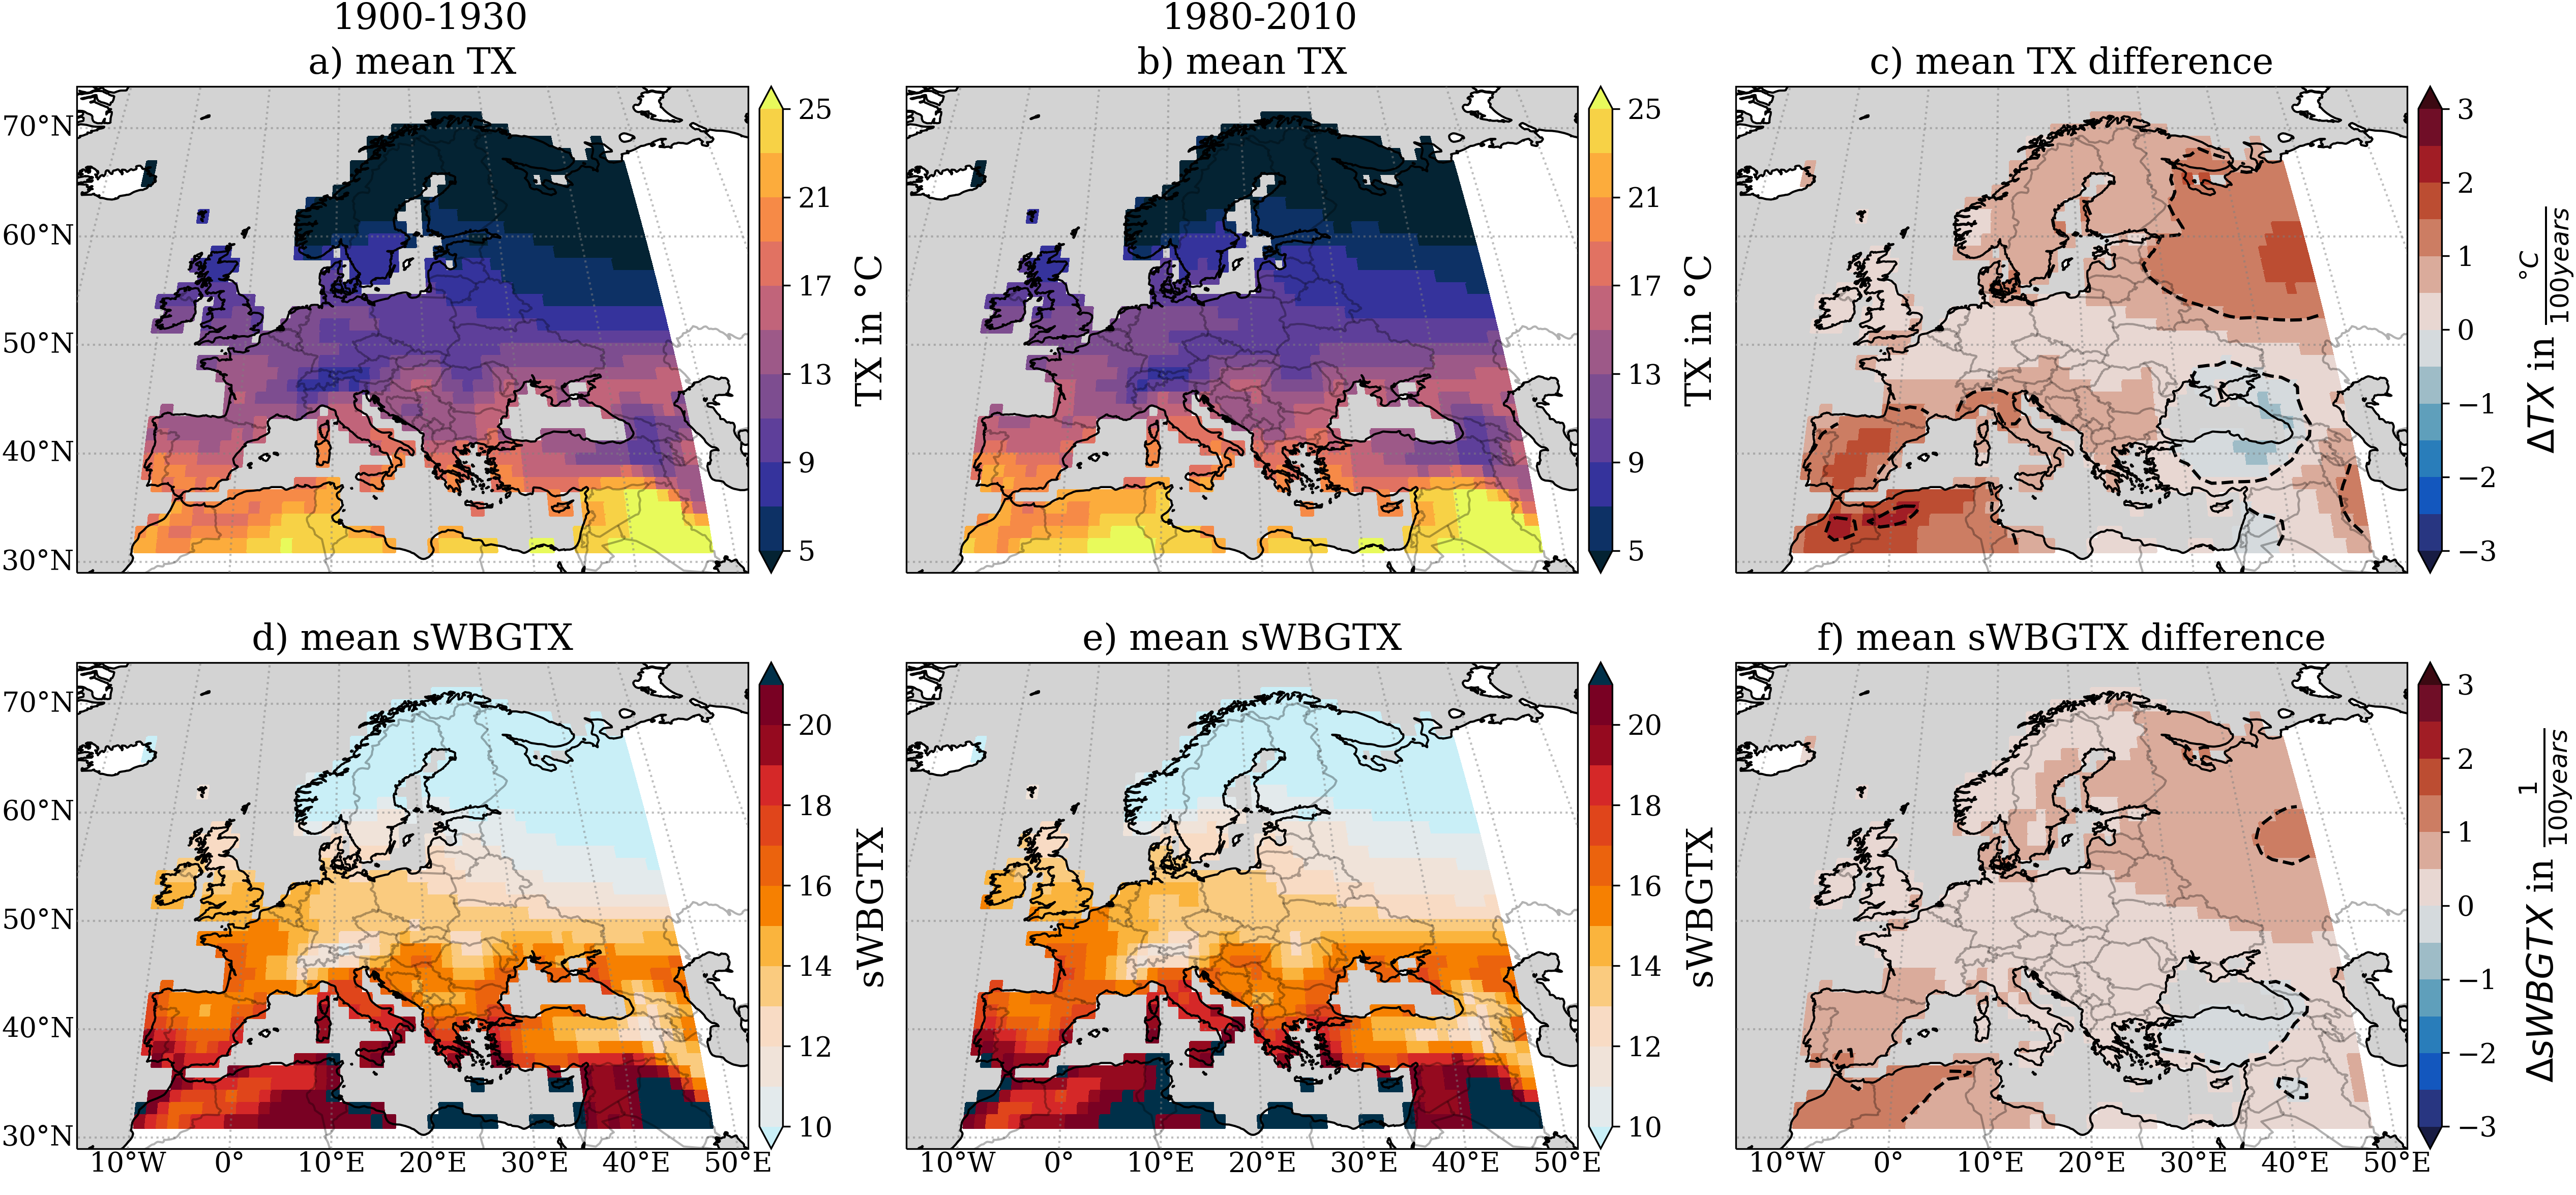 1900-1930
1980-2010
a) mean TX
b) mean TX
c) mean TX difference
70°N
60°N
50°N
40°N
30°N
25
21
17
13
9
5
TX in °C
25
21
17
13
9
5
TX in °C
3
2
1
0
−1
−2
−3
ΔTX in °C/100years
d) mean sWBGTX
e) mean sWBGTX
f) mean sWBGTX difference
70°N
60°N
50°N
40°N
30°N
10°W 0° 10°E 20°E 30°E 40°E 50°E
20
18
16
14
12
10
sWBGTX
10°W 0° 10°E 20°E 30°E 40°E 50°E
20
18
16
14
12
10
sWBGTX
10°W 0° 10°E 20°E 30°E 40°E 50°E
3
2
1
0
−1
−2
−3
ΔsWBGTX in 1/100years